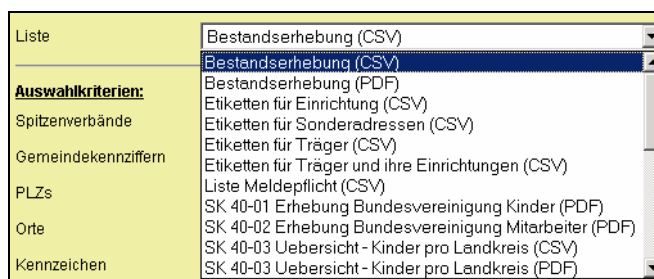 Liste
Bestandserhebung (CSV)
Bestandserhebung (CSV)
Bestandserhebung (PDF)
Auswahlkriterien:
Etiketten für Einrichtung (CSV)
Spitzenverbände
Etiketten für Sonderadressen (CSV)
Etiketten für Träger (CSV)
Gemeindekennziffern
Etiketten für Träger und ihre Einrichtungen (CSV)
PLZs
Liste Meldepflicht (CSV)
SK 40-01 Erhebung Bundesvereinigung Kinder (PDF)
Orte
SK 40-02 Erhebung Bundesvereinigung Mitarbeiter (PDF)
SK 40-03 Uebersicht - Kinder pro Landkreis (CSV)
Kennzeichen
SK 40-03 Uebersicht - Kinder pro Landkreis (PDF)